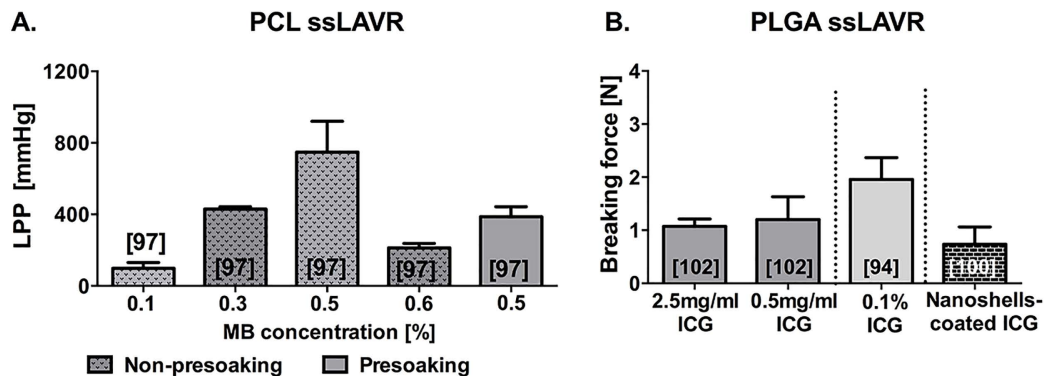 A. PCL ssLAVR
LPP [mmHg]
1200
800
400
0
[97]
[97]
[97]
[97]
[97]
0.1 0.3 0.5 0.6 0.5
MB concentration [%]
Non-presoaking Presoaking
B. PLGA ssLAVR
Breaking force [N]
4
3
2
1
0
[102]
[102]
[94]
[100]
2.5mg/ml ICG
0.5mg/ml ICG
0.1% ICG
Nanoshells-
coated ICG